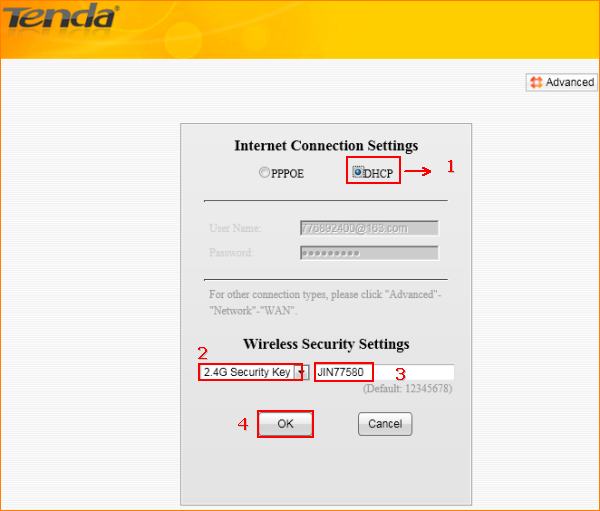 Tenda®
Advanced
Internet Connection Settings
PPPOE DHCP 1
User Name: 775892400@163.com
Password: ●●●●●●●●●
For other connection types, please click "Advanced"-
"Network"-"WAN".
Wireless Security Settings
2
2.4G Security Key JIN77580 3
(Default: 12345678)
4 OK Cancel